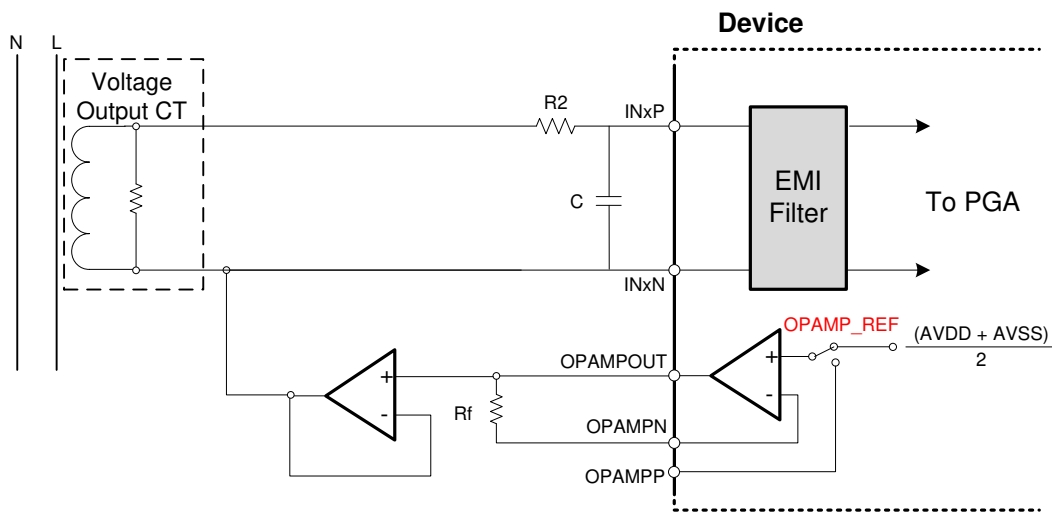 Device
N
L
Voltage
Output CT
R2
INxP
C
EMI
Filter
To PGA
INxN
OPAMP_REF
(AVDD + AVSS)
2
OPAMPOUT
+
-
+
-
Rf
OPAMPN
OPAMPP